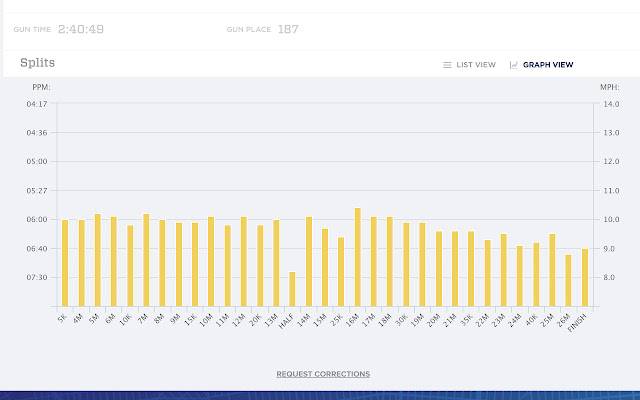 GUN TIME 2:40:49 GUN PLACE 187
Splits LIST VIEW GRAPH VIEW
PPM: MPH:
04:17 14.0
04:36 13.0
05:00 12.0
05:27 11.0
06:00 10.0
06:40 9.0
07:30 8.0
5K 4M 5M 6M 10K 7M 8M 9M 15K 10M 11M 12M 20K 13M HALF 14M 15M 25K 16M 17M 18M 30K 19M 20M 21M 35K 22M 23M 24M 40K 25M 26M FINISH
REQUEST CORRECTIONS